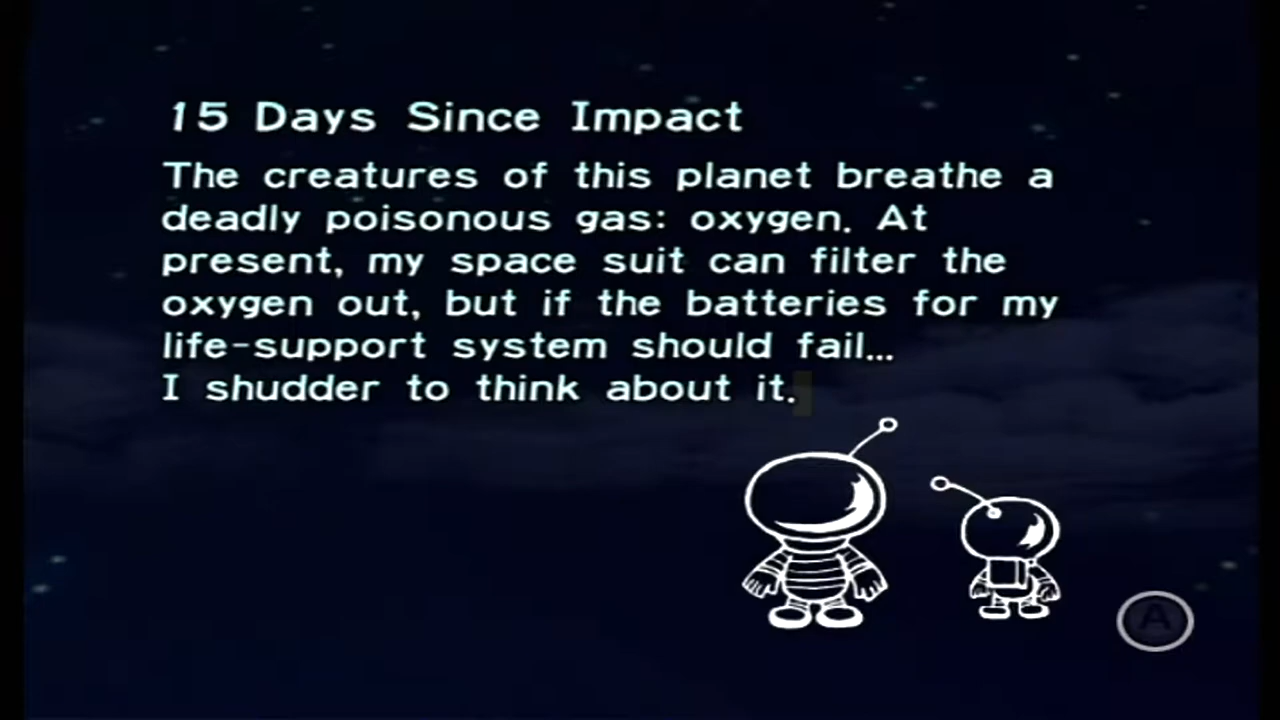 15 Days Since Impact
The creatures of this planet breathe a
deadly poisonous gas: oxygen. At
present, my space suit can filter the
oxygen out, but if the batteries for my
life-support system should fail...
I shudder to think about it.
A